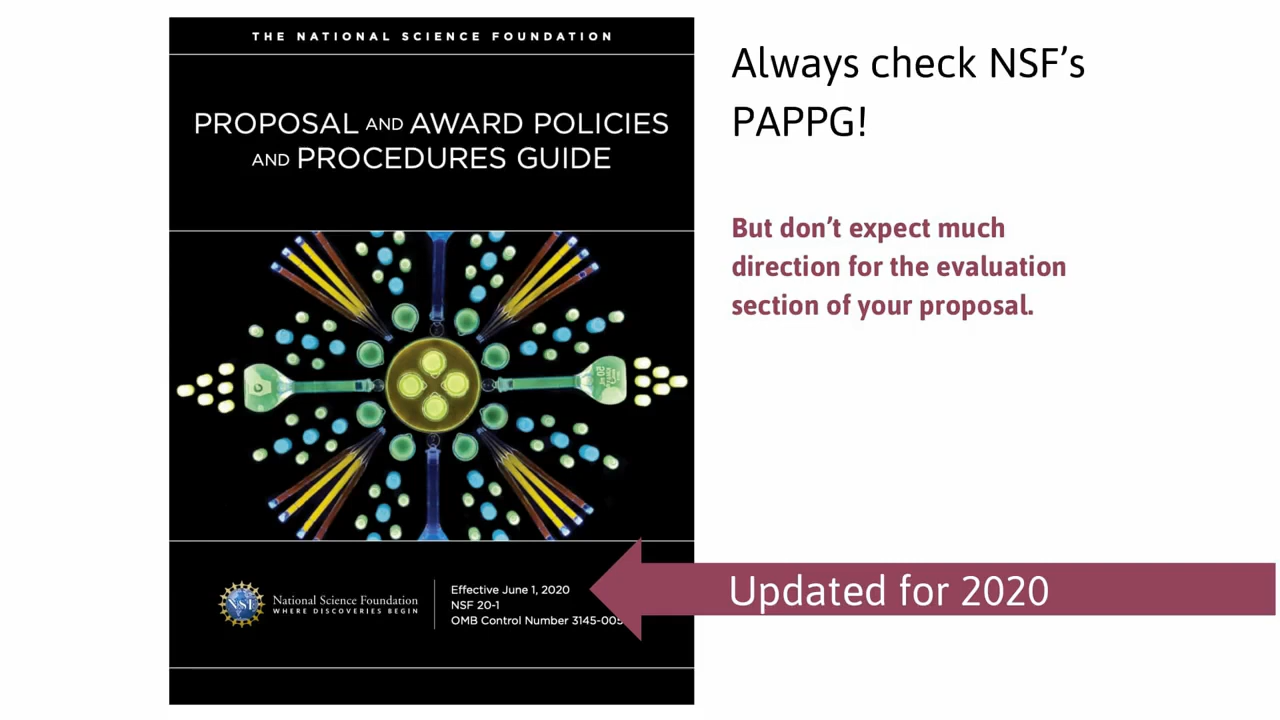 THE NATIONAL SCIENCE FOUNDATION
PROPOSAL AND AWARD POLICIES
AND PROCEDURES GUIDE
NSF
National Science Foundation
WHERE DISCOVERIES BEGIN
Effective June 1, 2020
NSF 20-1
OMB Control Number
Always check NSF's
PAPPG!
But don't expect much
direction for the evaluation
section of your proposal.
Updated for 2020